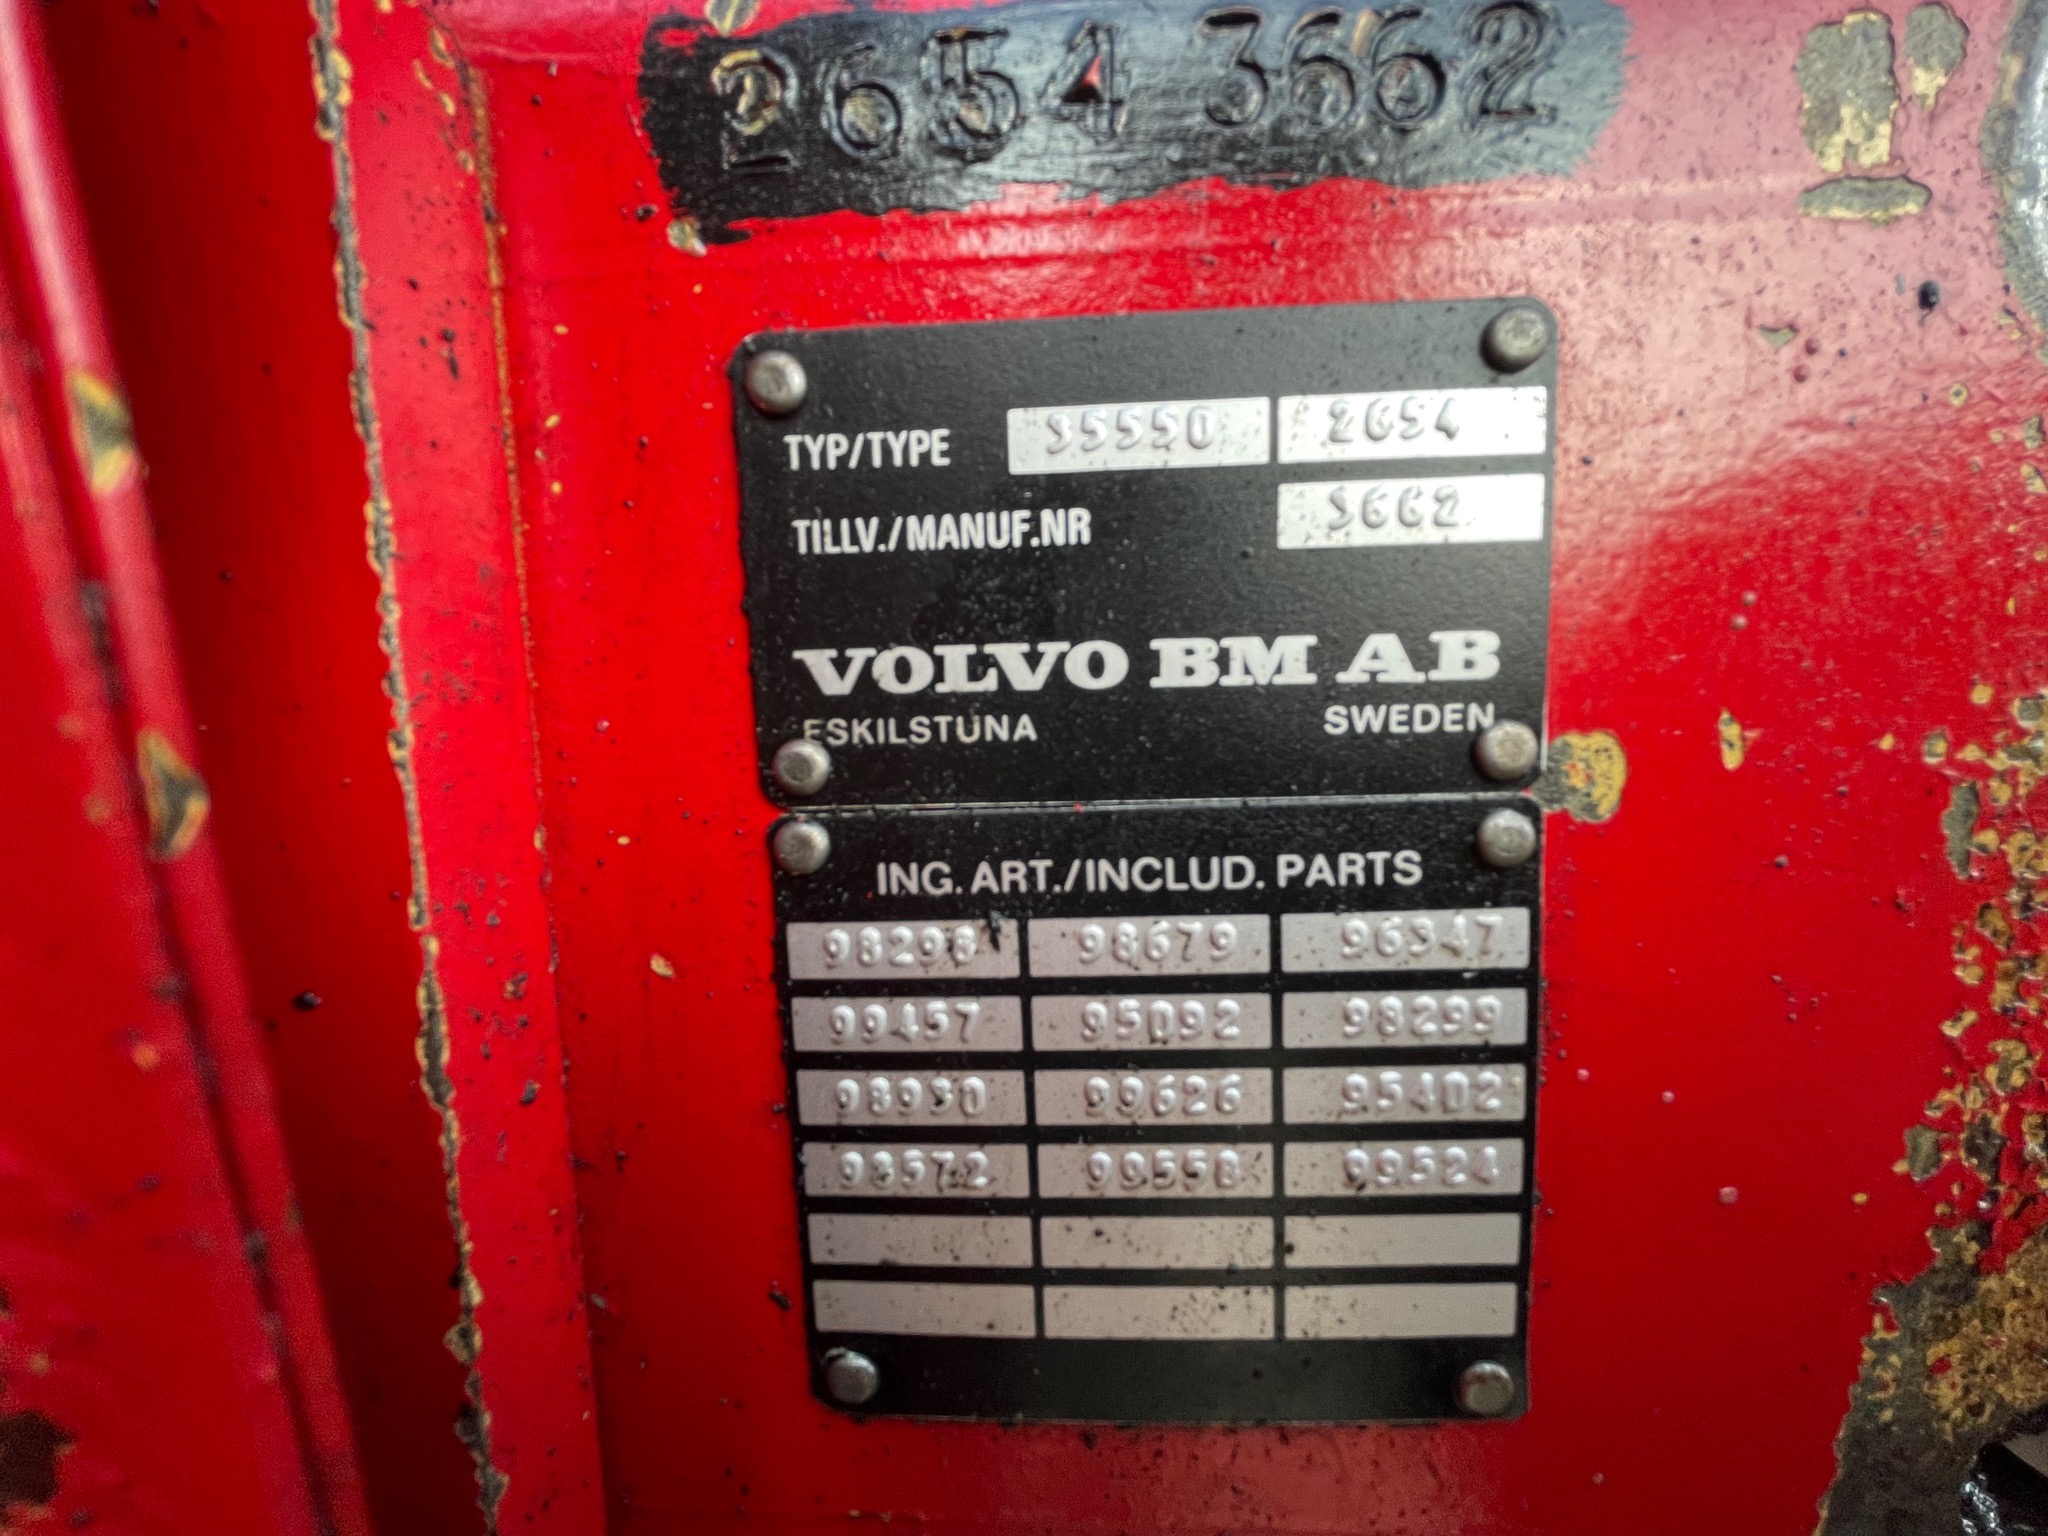 2654 3662
TYP/TYPE 35550 2654
TILLV./MANUF.NR 3662
VOLVO BM AB
ESKILSTUNA SWEDEN
ING. ART./INCLUD. PARTS
98298 98679 96347
99457 95092 98299
98930 99626 95402
98572 99558 99524